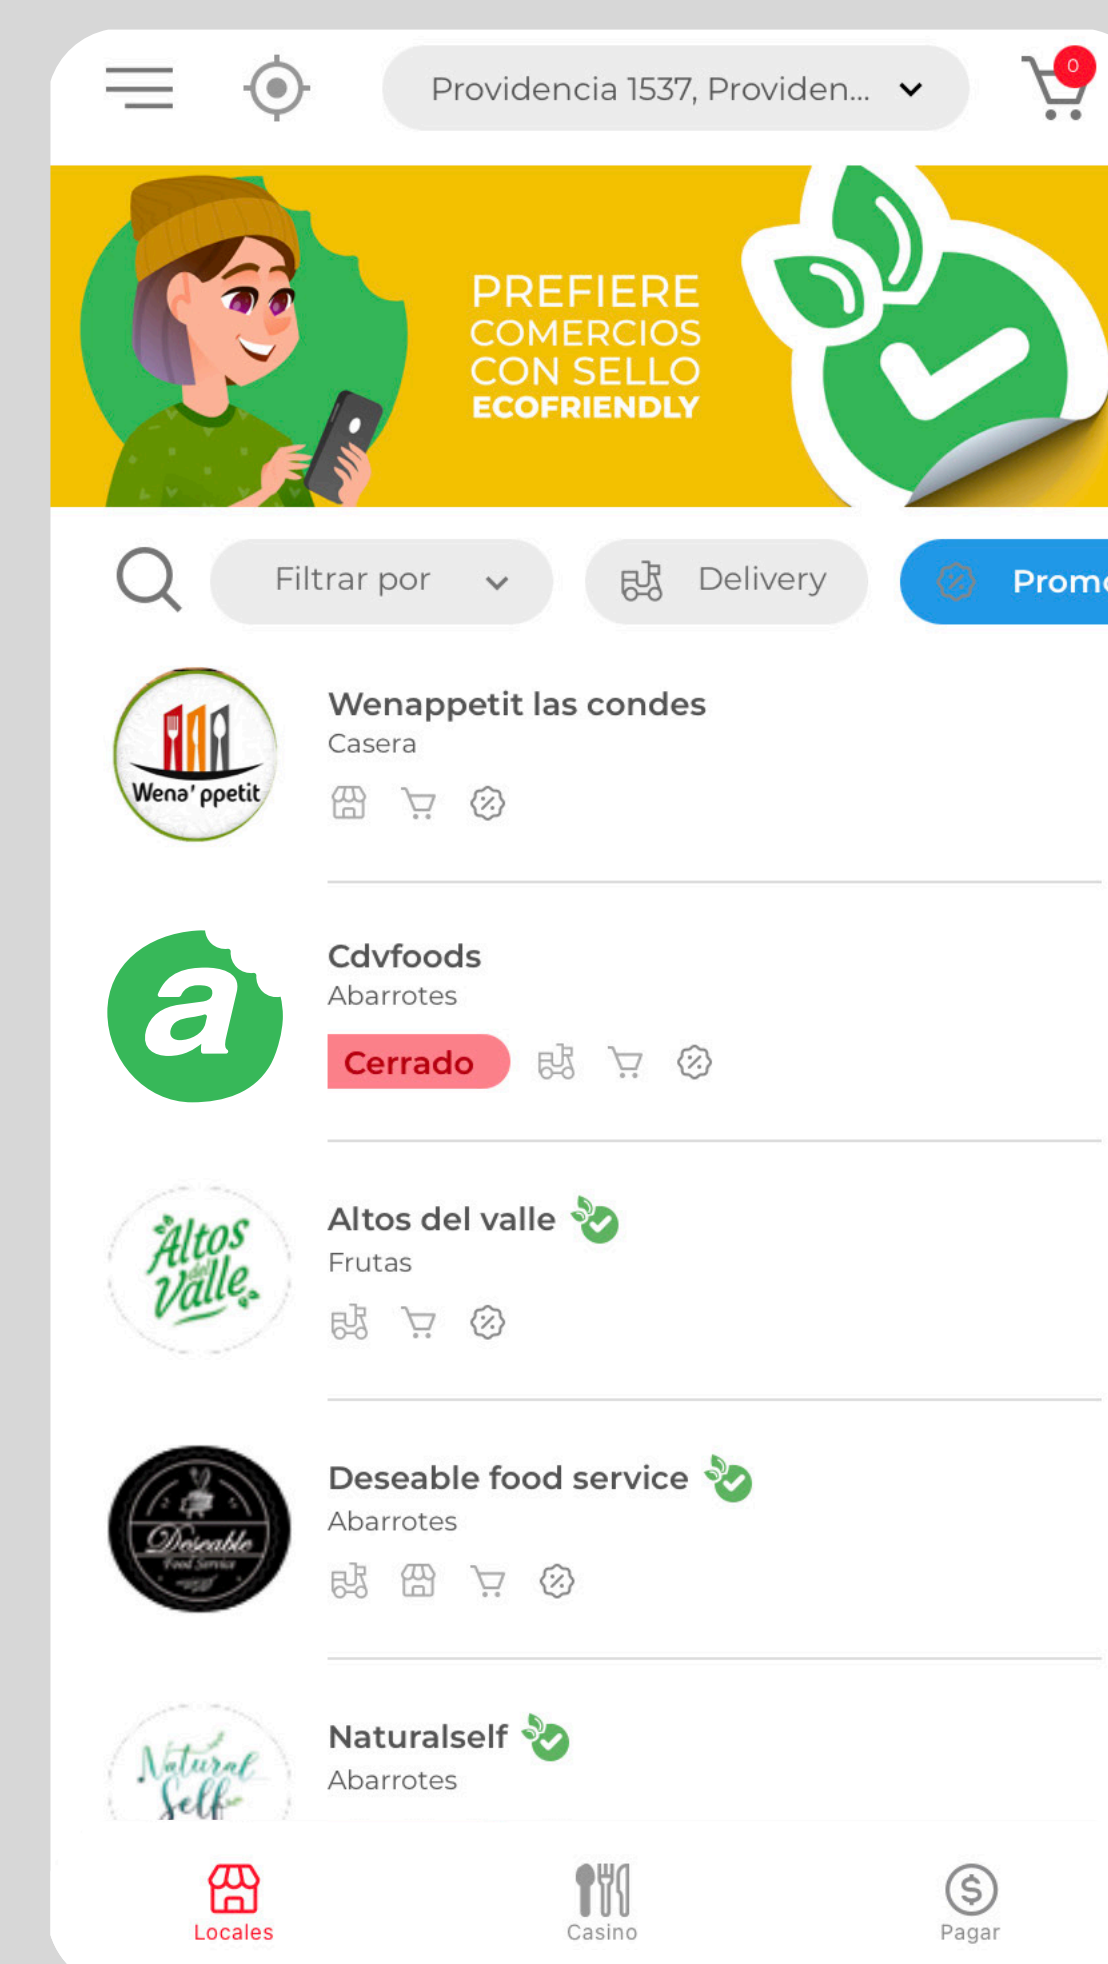 Providencia 1537, Providen...
0
PREFIERE
COMERCIOS
CON SELLO
ECOFRIENDLY
Filtrar por
Delivery
Promo
Wena' ppetit
Wenappetit las condes
Casera
a
Cdvfoods
Abarrotes
Cerrado
Altos
del
Valle
Altos del valle
Frutas
Deseable
Food Service
Deseable food service
Abarrotes
Natural
Self
Naturalself
Abarrotes
Locales
Casino
Pagar